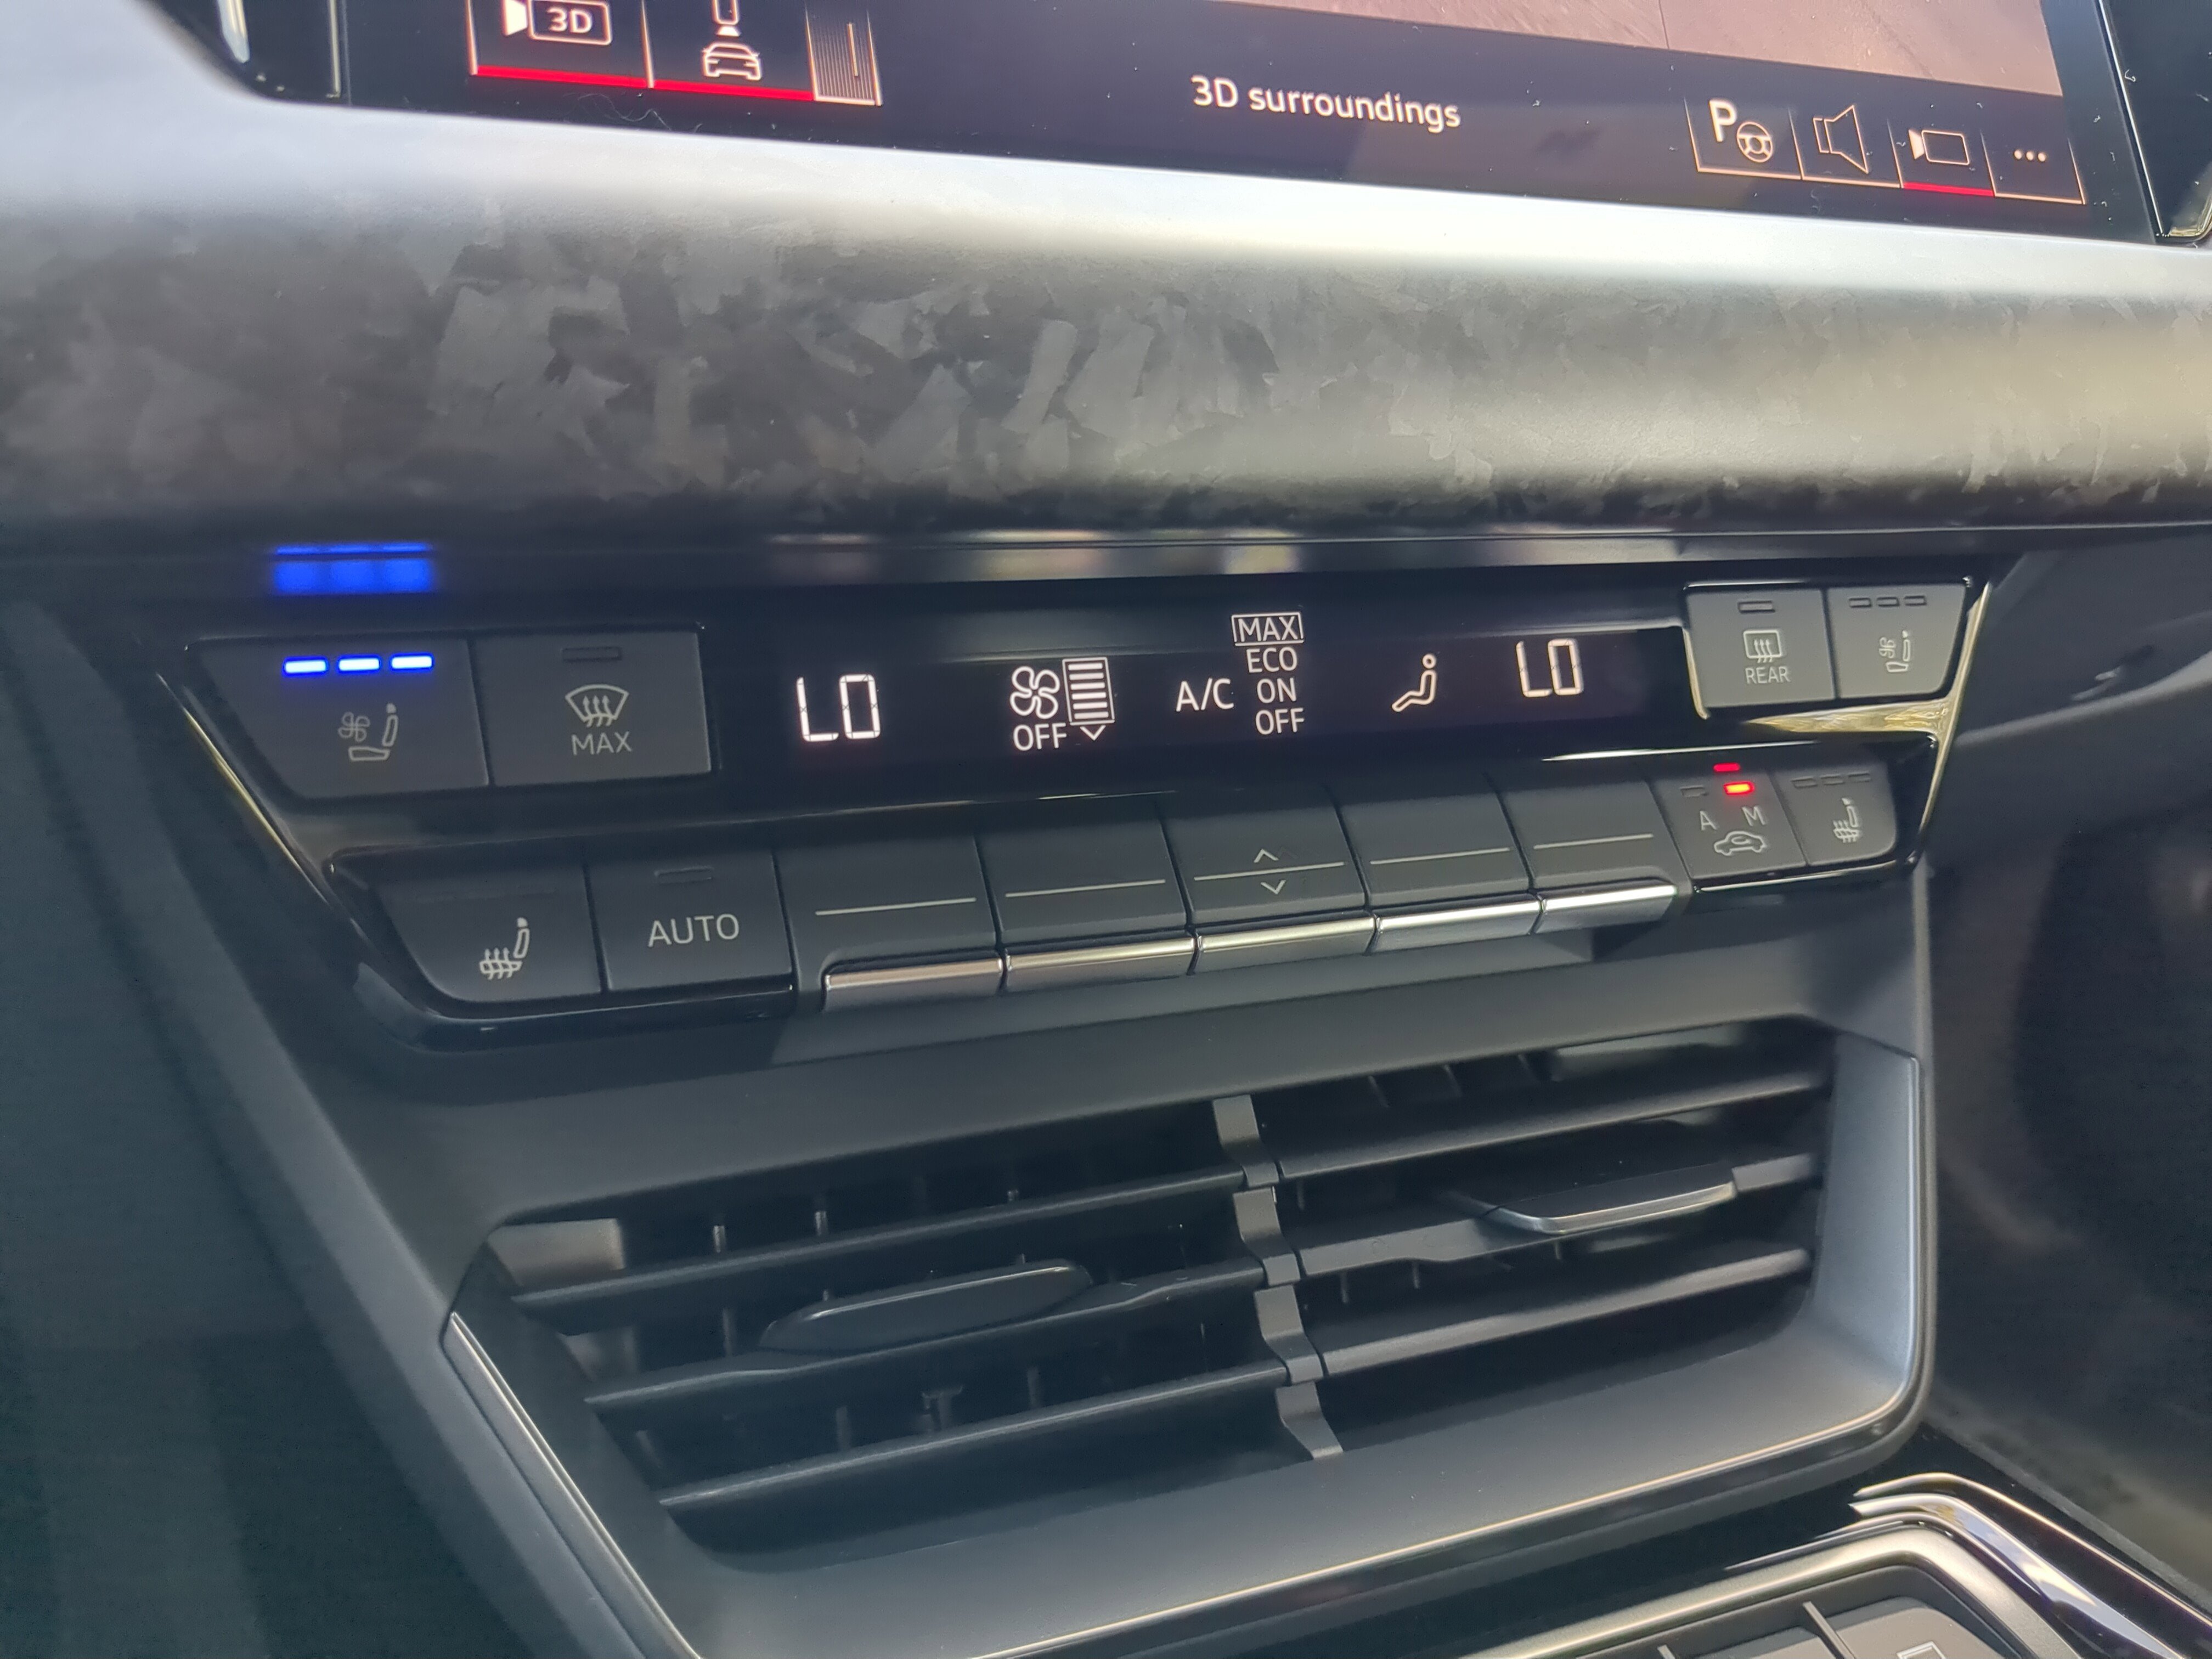 3D
3D surroundings
P
MAX
LO
OFF
A/C
MAX
ECO
ON
OFF
LO
REAR
AUTO
A M